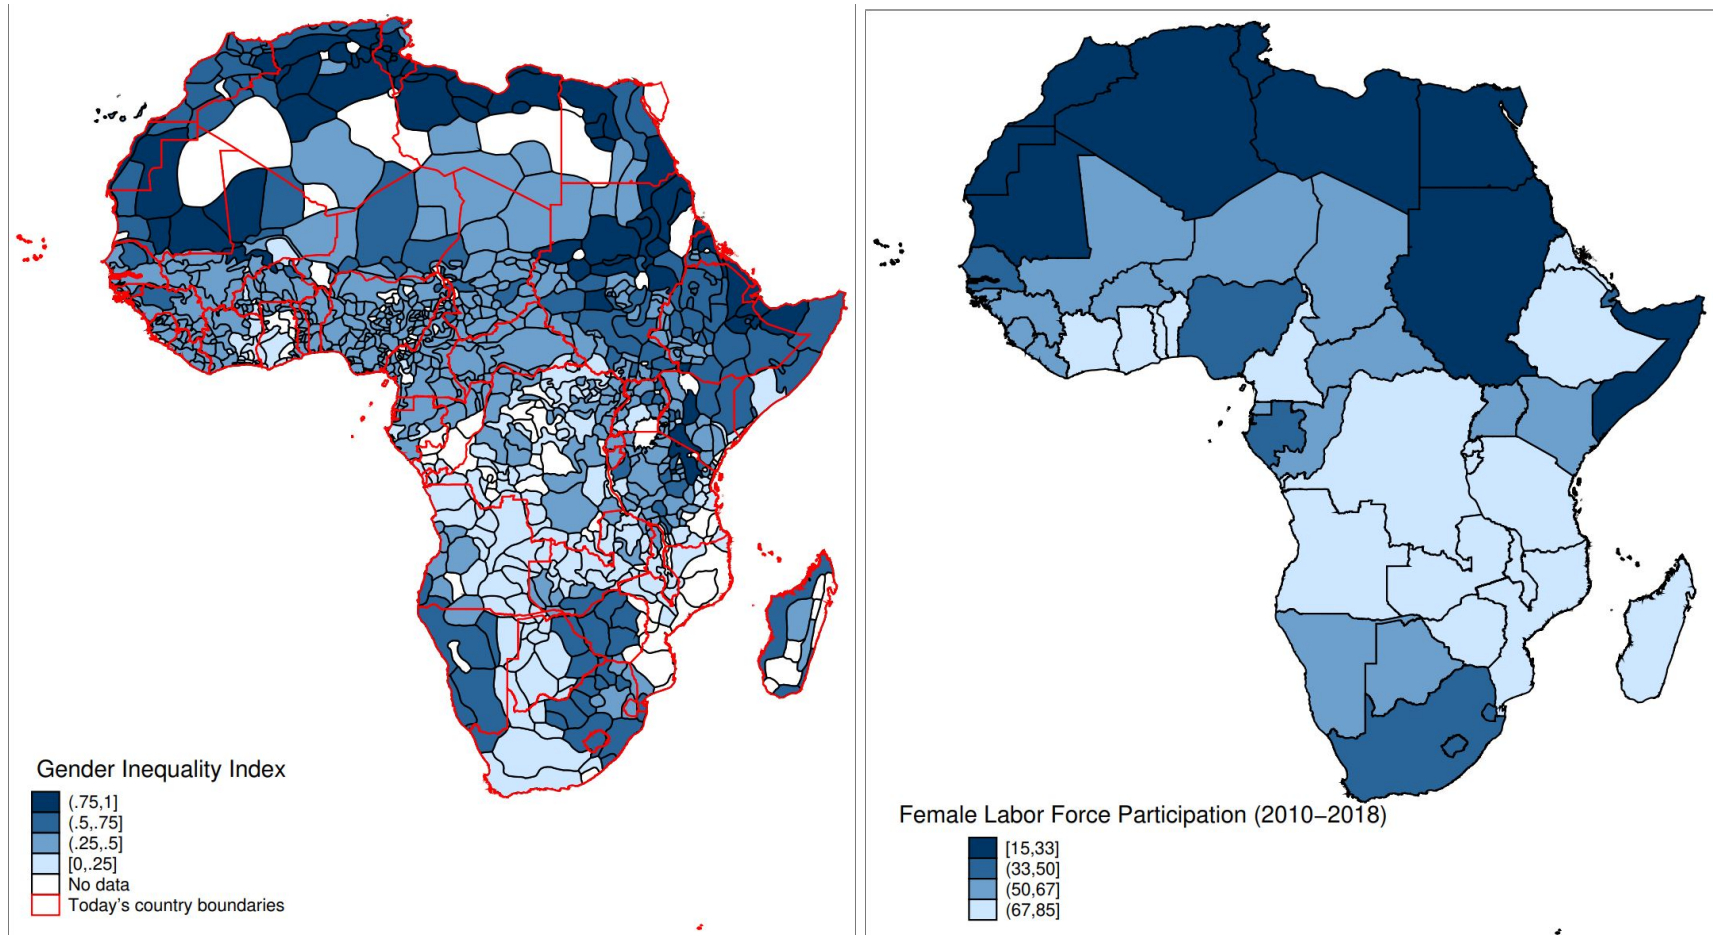 Gender Inequality Index
(.75,1]
(.5,.75]
(.25,.5]
[0,.25]
No data
Today's country boundaries
Female Labor Force Participation (2010−2018)
[15,33]
(33,50]
(50,67]
(67,85]